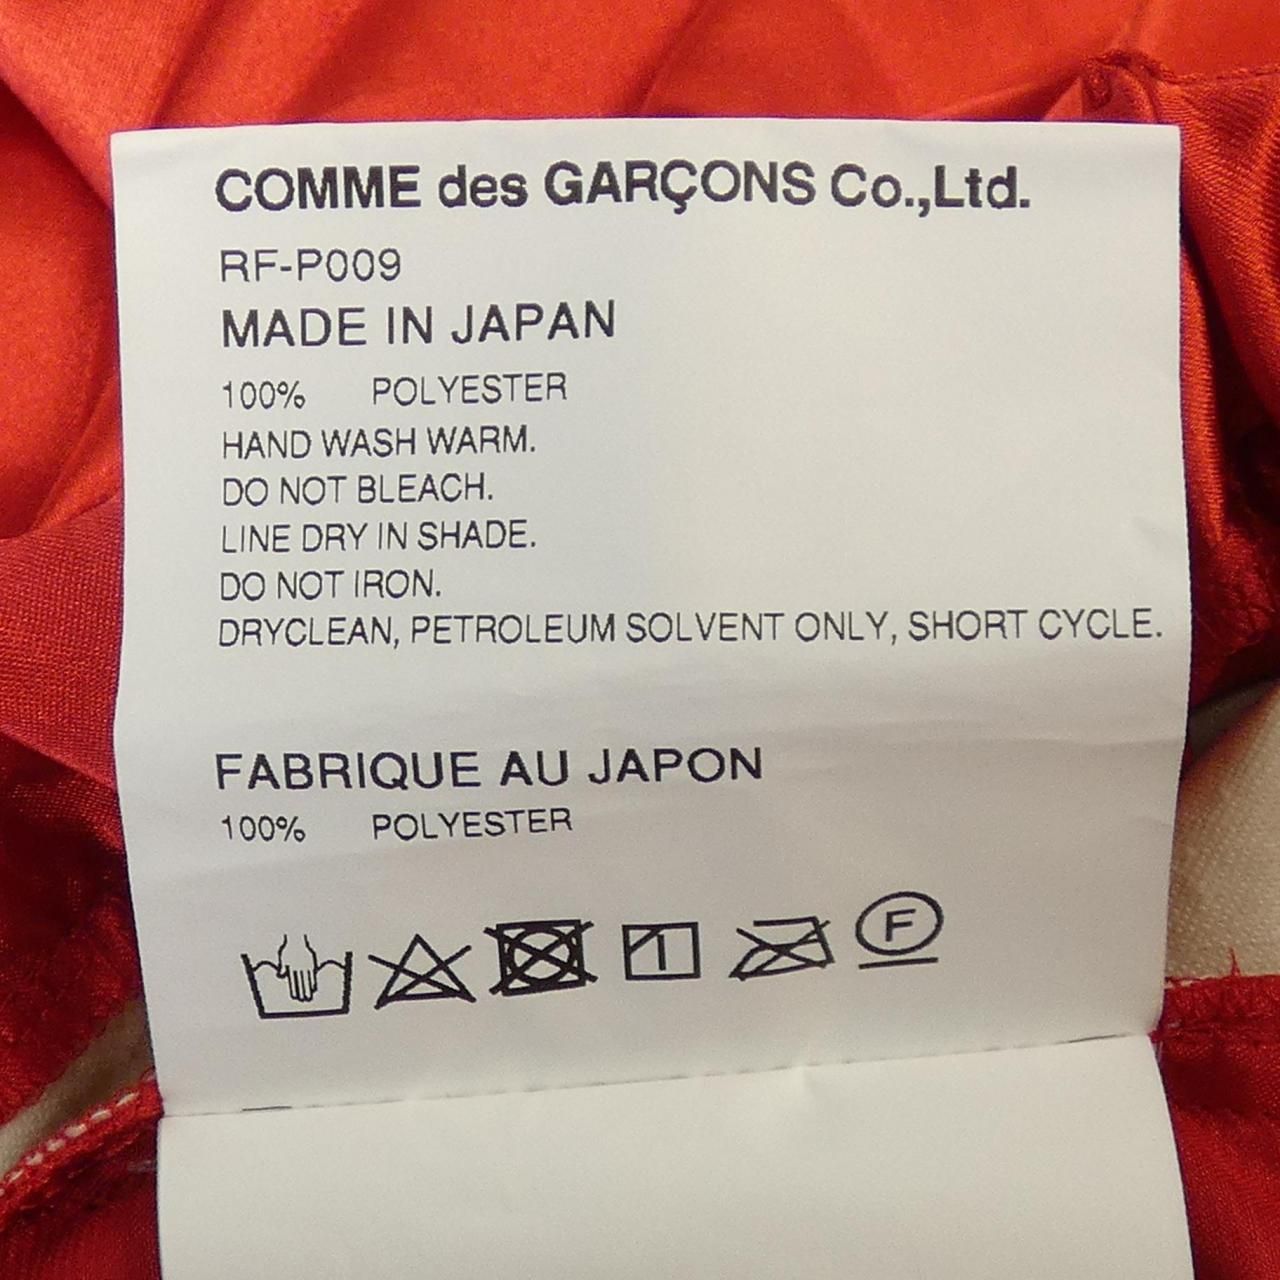 COMME des GARÇONS Co.,Ltd.
RF-P009
MADE IN JAPAN
100% POLYESTER
HAND WASH WARM.
DO NOT BLEACH.
LINE DRY IN SHADE.
DO NOT IRON.
DRYCLEAN, PETROLEUM SOLVENT ONLY, SHORT CYCLE.
FABRIQUE AU JAPON
100% POLYESTER
F